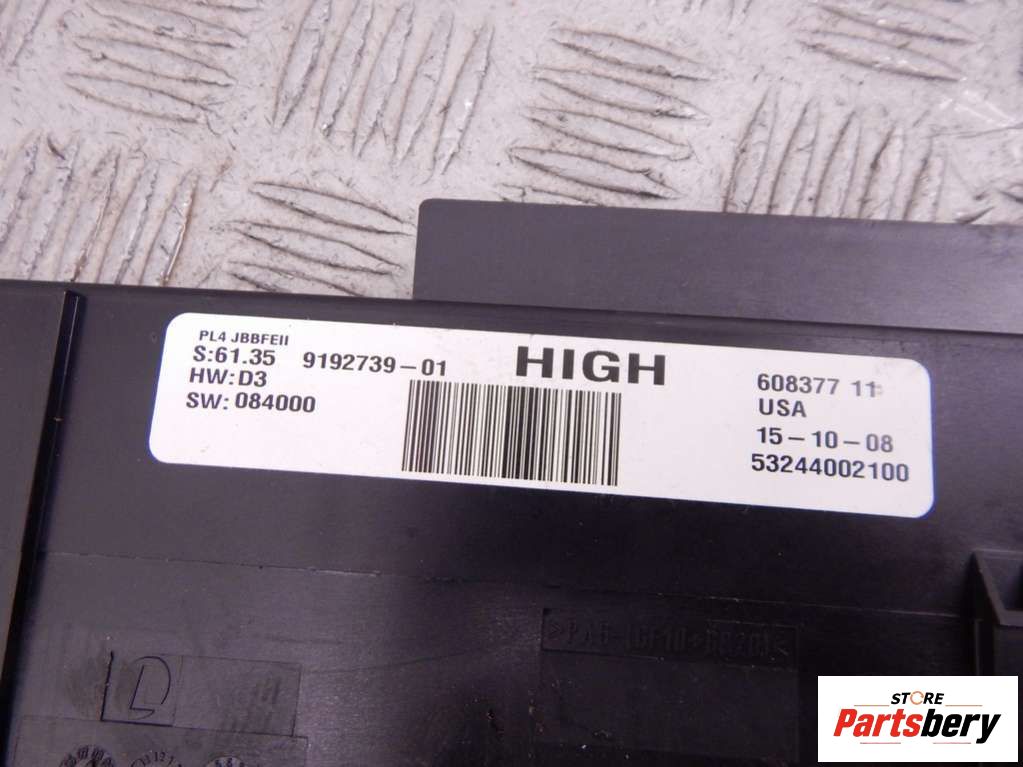 PL4 JBBFEII
S:61.35 9192739-01
HW:D3
SW: 084000
HIGH
608377 11
USA
15-10-08
53244002100
STORE
Partsbery